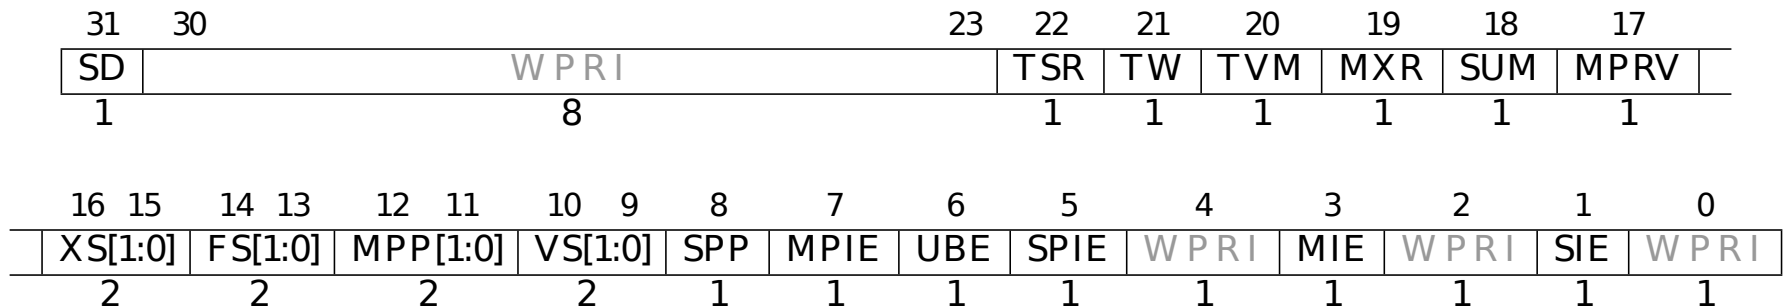 31 30 23 22 21 20 19 18 17
SD WPRI TSR TW TVM MXR SUM MPRV
1 8 1 1 1 1 1 1
16 15 14 13 12 11 10 9 8 7 6 5 4 3 2 1 0
XS[1:0] FS[1:0] MPP[1:0] VS[1:0] SPP MPIE UBE SPIE WPRI MIE WPRI SIE WPRI
2 2 2 2 1 1 1 1 1 1 1 1 1